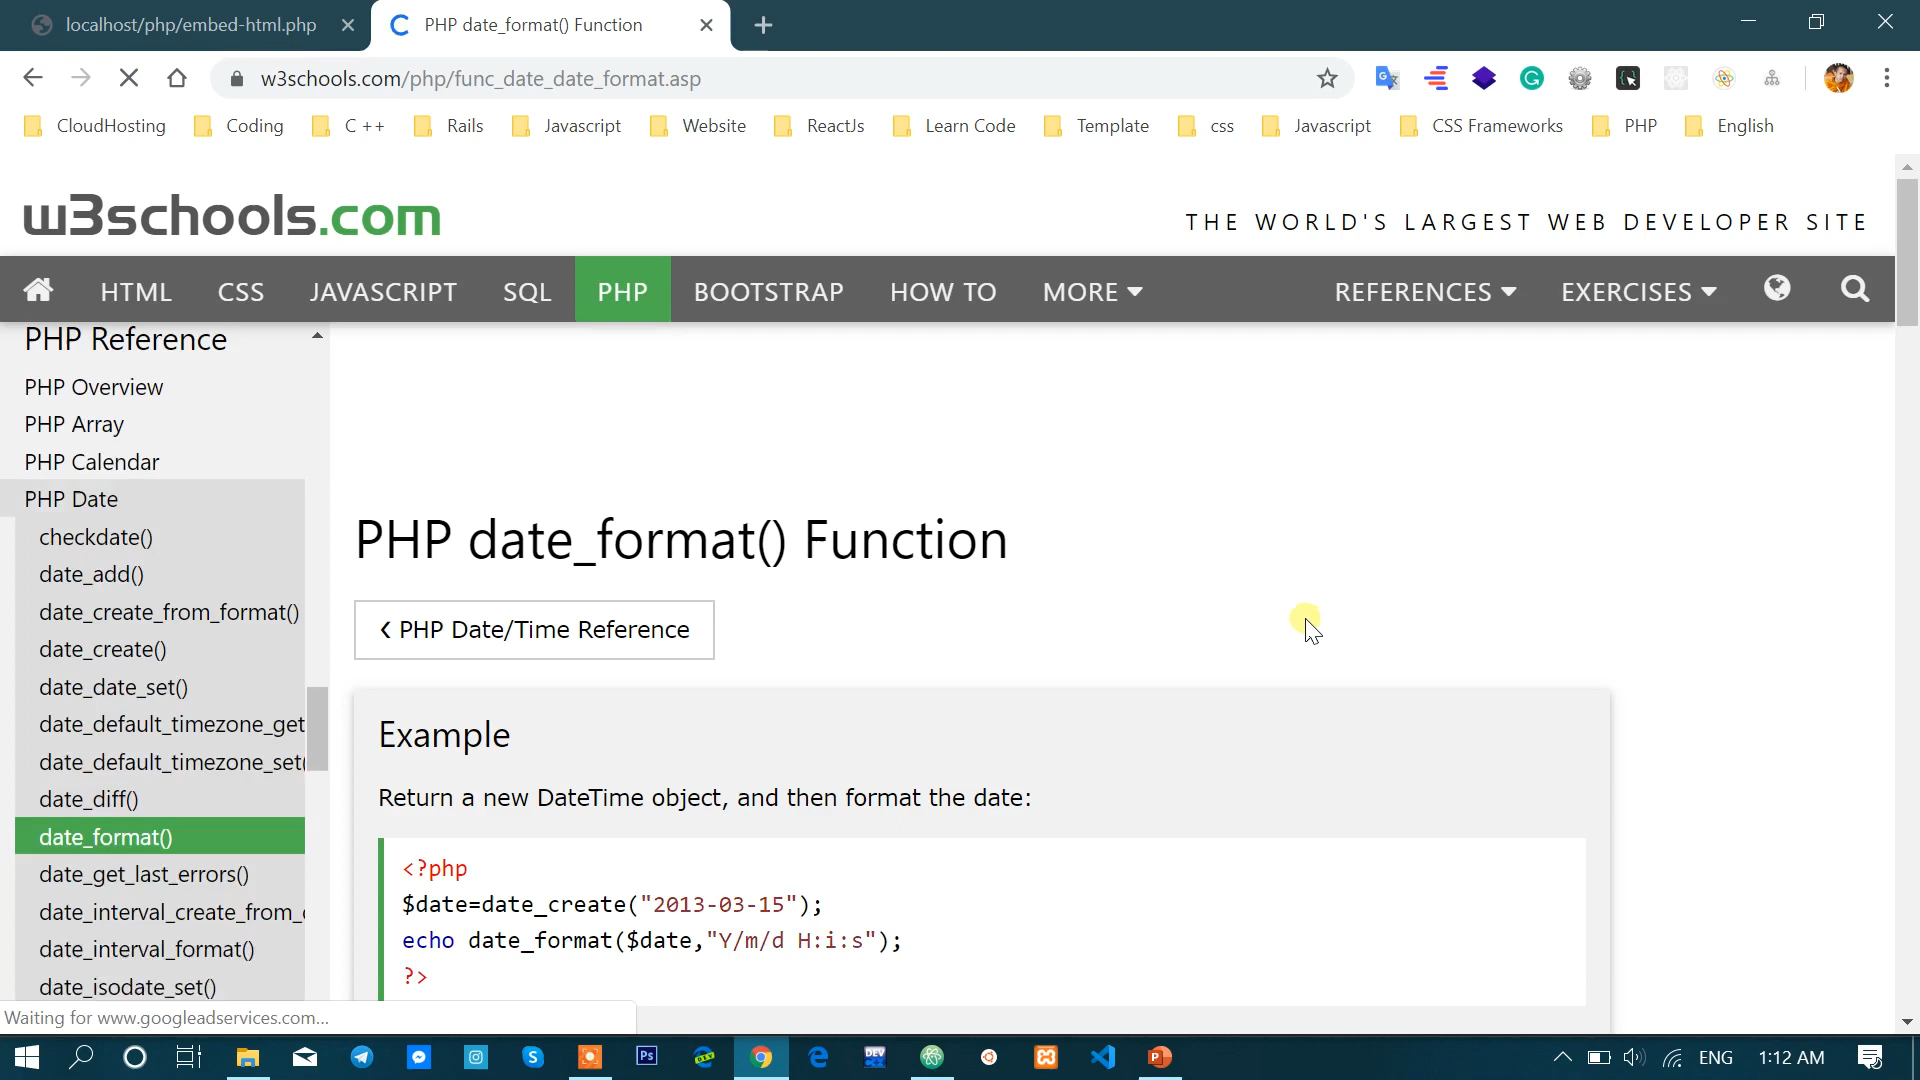 localhost/php/embed-html.php
PHP date_format() Function
w3schools.com/php/func_date_date_format.asp
CloudHosting Coding C ++ Rails Javascript Website ReactJs Learn Code Template css Javascript CSS Frameworks PHP English
w3schools.com
THE WORLD'S LARGEST WEB DEVELOPER SITE
HTML CSS JAVASCRIPT SQL PHP BOOTSTRAP HOW TO MORE REFERENCES EXERCISES
PHP Reference
PHP Overview
PHP Array
PHP Calendar
PHP Date
checkdate()
date_add()
date_create_from_format()
date_create()
date_date_set()
date_default_timezone_get
date_default_timezone_set(
date_diff()
date_format()
date_get_last_errors()
date_interval_create_from_
date_interval_format()
date_isodate_set()
PHP date_format() Function
❮ PHP Date/Time Reference
Example
Return a new DateTime object, and then format the date:
<?php
$date=date_create("2013-03-15");
echo date_format($date,"Y/m/d H:i:s");
?>
Waiting for www.googleadservices.com...
Ps
DEV
ENG
1:12 AM